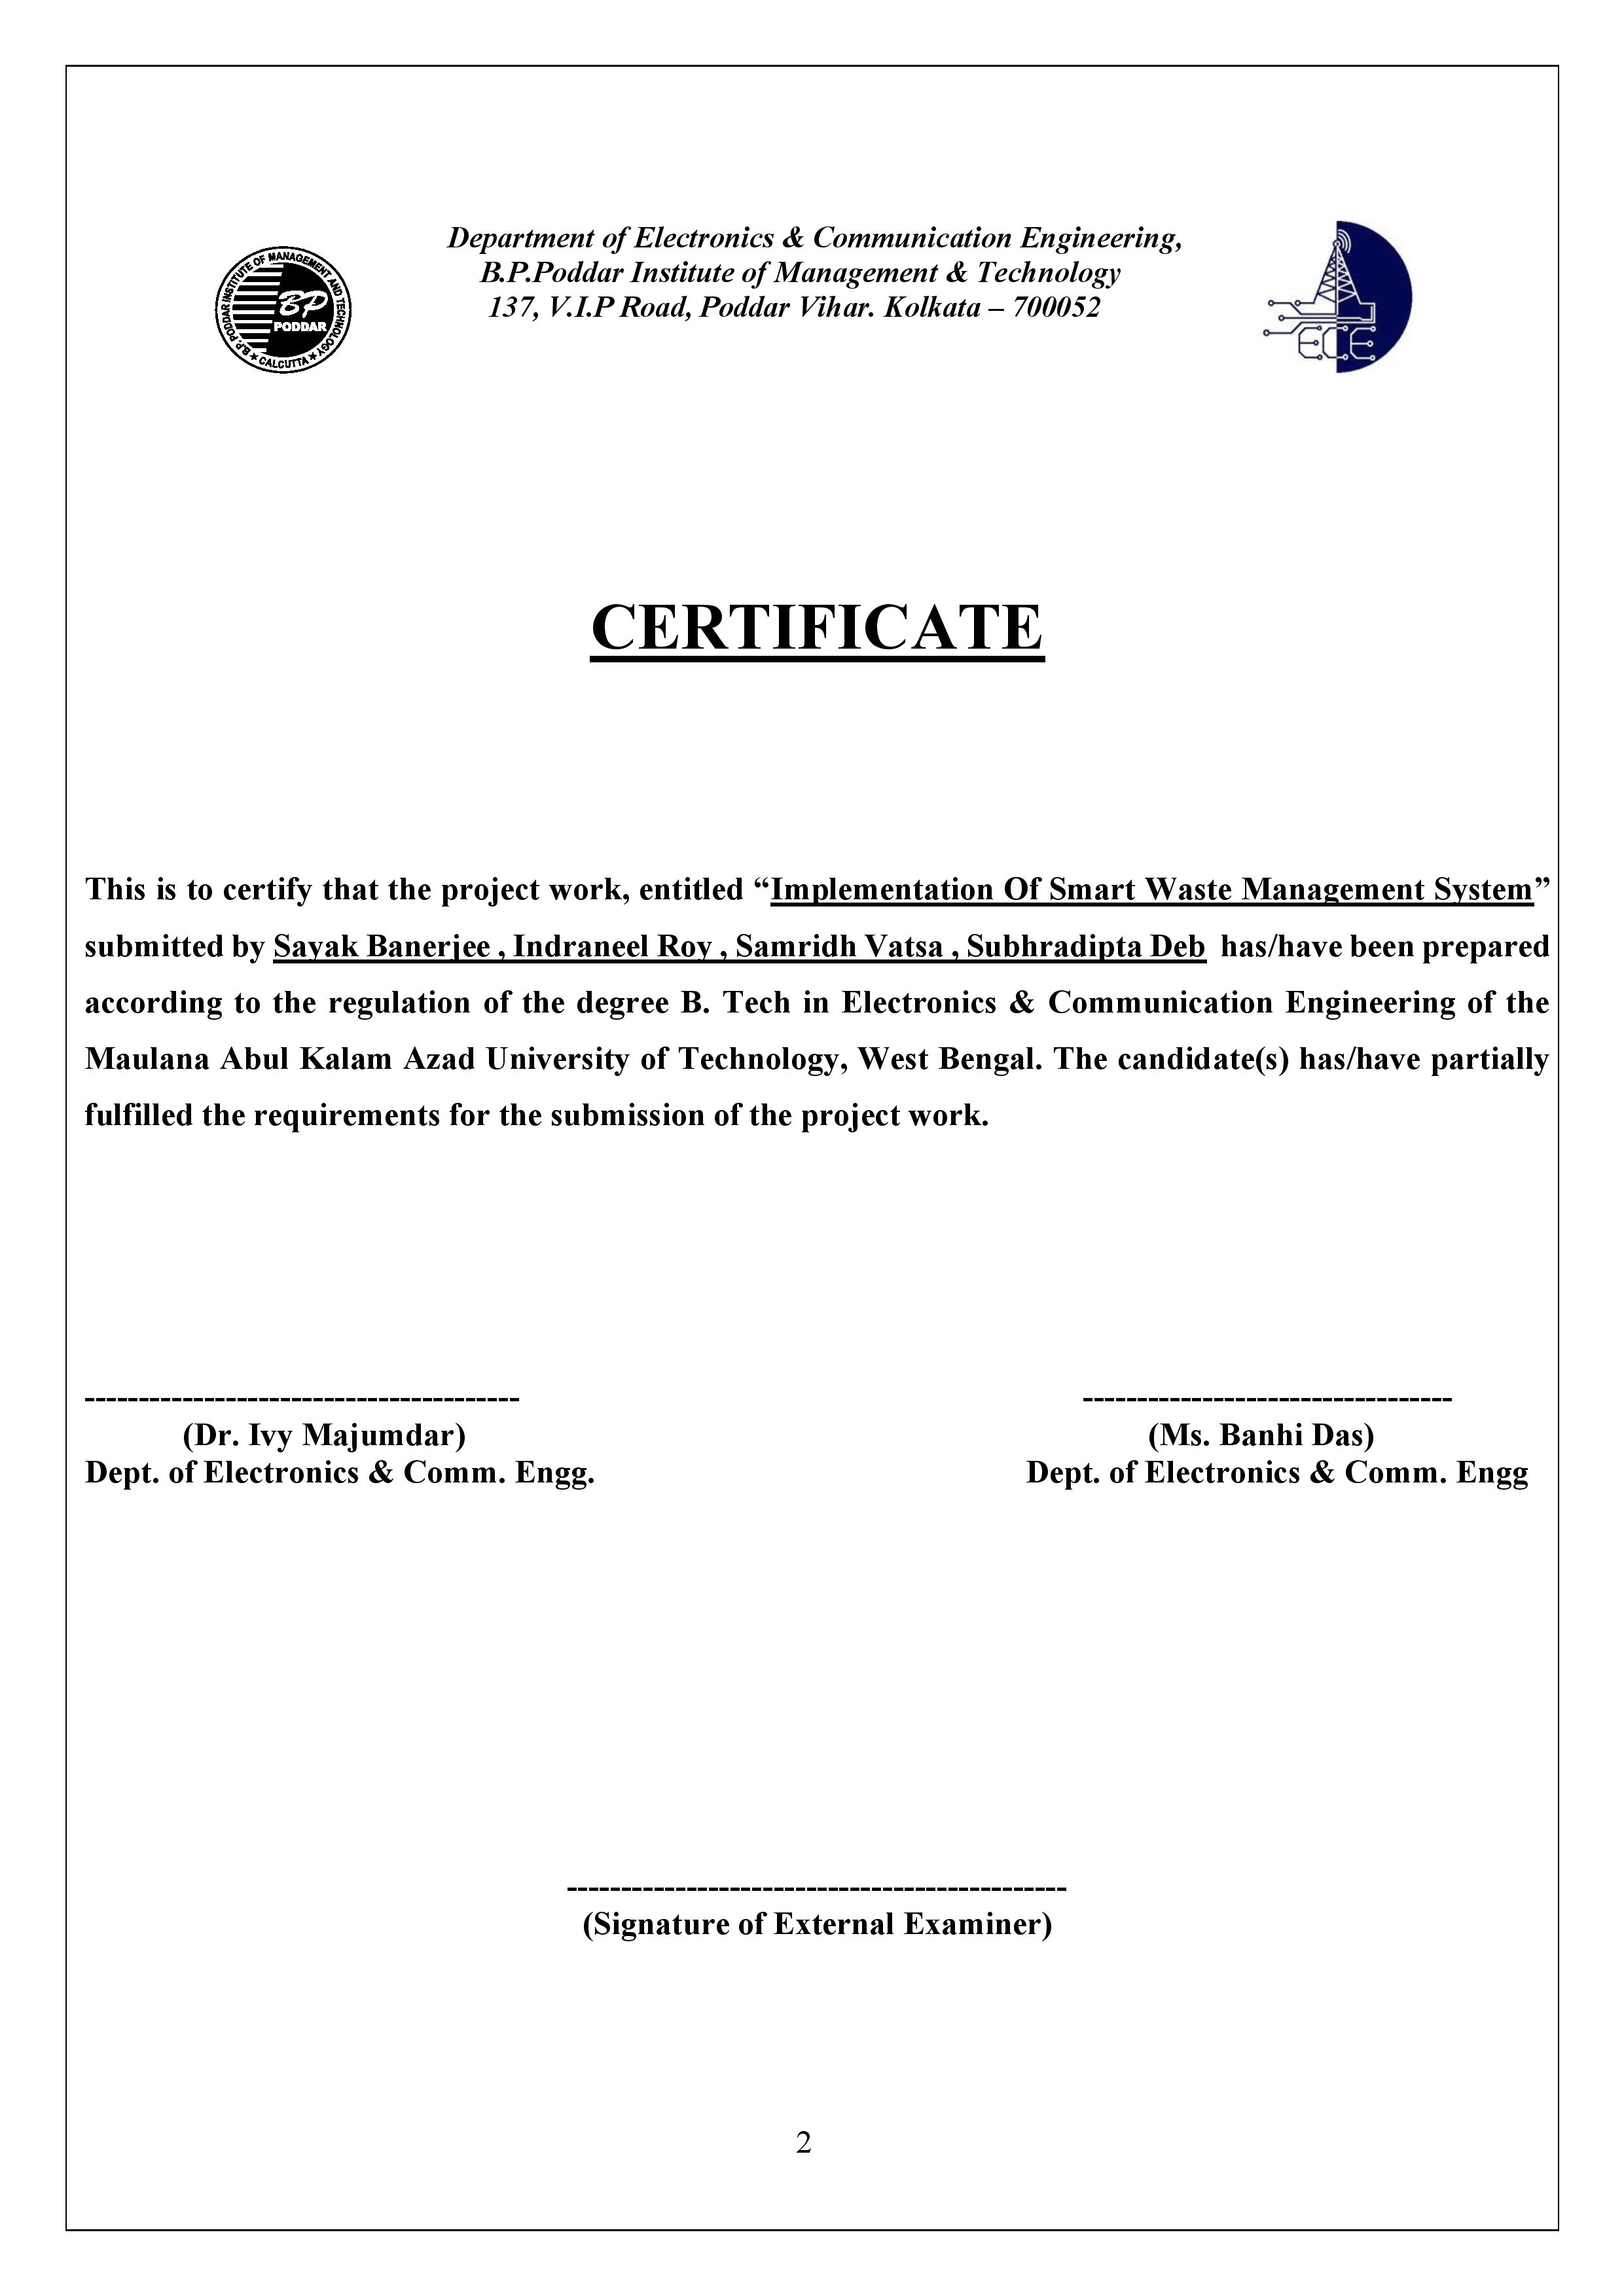 Department of Electronics & Communication Engineering,
B.P.Poddar Institute of Management & Technology
137, V.I.P Road, Poddar Vihar. Kolkata – 700052
B.P. PODDAR INSTITUTE OF MANAGEMENT AND TECHNOLOGY
BP
PODDAR
★ CALCUTTA ★
ECE
CERTIFICATE
This is to certify that the project work, entitled “Implementation Of Smart Waste Management System”
submitted by Sayak Banerjee , Indraneel Roy , Samridh Vatsa , Subhradipta Deb has/have been prepared
according to the regulation of the degree B. Tech in Electronics & Communication Engineering of the
Maulana Abul Kalam Azad University of Technology, West Bengal. The candidate(s) has/have partially
fulfilled the requirements for the submission of the project work.
---------------------------------------- ----------------------------------
(Dr. Ivy Majumdar) (Ms. Banhi Das)
Dept. of Electronics & Comm. Engg. Dept. of Electronics & Comm. Engg
----------------------------------------------
(Signature of External Examiner)
2